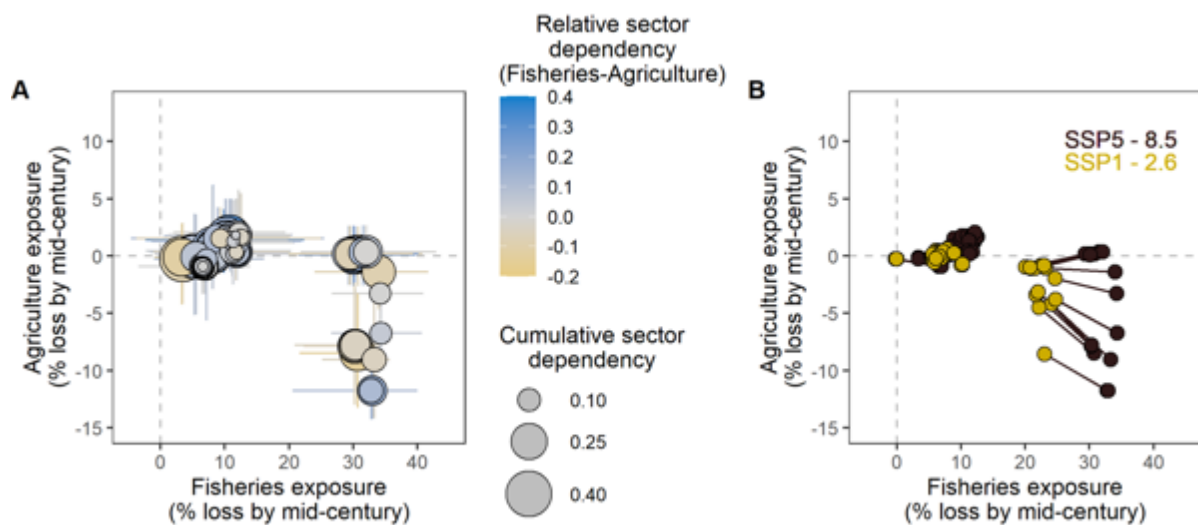 A
Agriculture exposure
(% loss by mid-century)
10
5
0
-5
-10
-15
0
10
20
30
40
Fisheries exposure
(% loss by mid-century)
Relative sector
dependency
(Fisheries-Agriculture)
0.4
0.3
0.2
0.1
0.0
-0.1
-0.2
Cumulative sector
dependency
0.10
0.25
0.40
B
SSP5 - 8.5
SSP1 - 2.6
Agriculture exposure
(% loss by mid-century)
10
5
0
-5
-10
-15
0
10
20
30
40
Fisheries exposure
(% loss by mid-century)